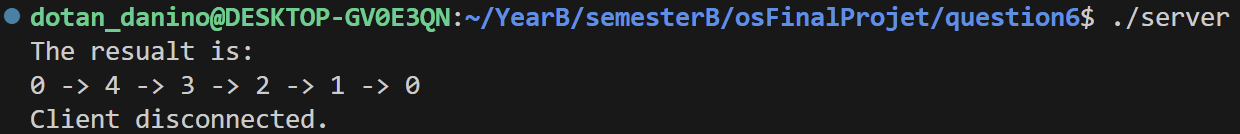 dotan_danino@DESKTOP-GV0E3QN:~/YearB/semesterB/osFinalProjet/question6$ ./server
The resualt is:
0 -> 4 -> 3 -> 2 -> 1 -> 0
Client disconnected.